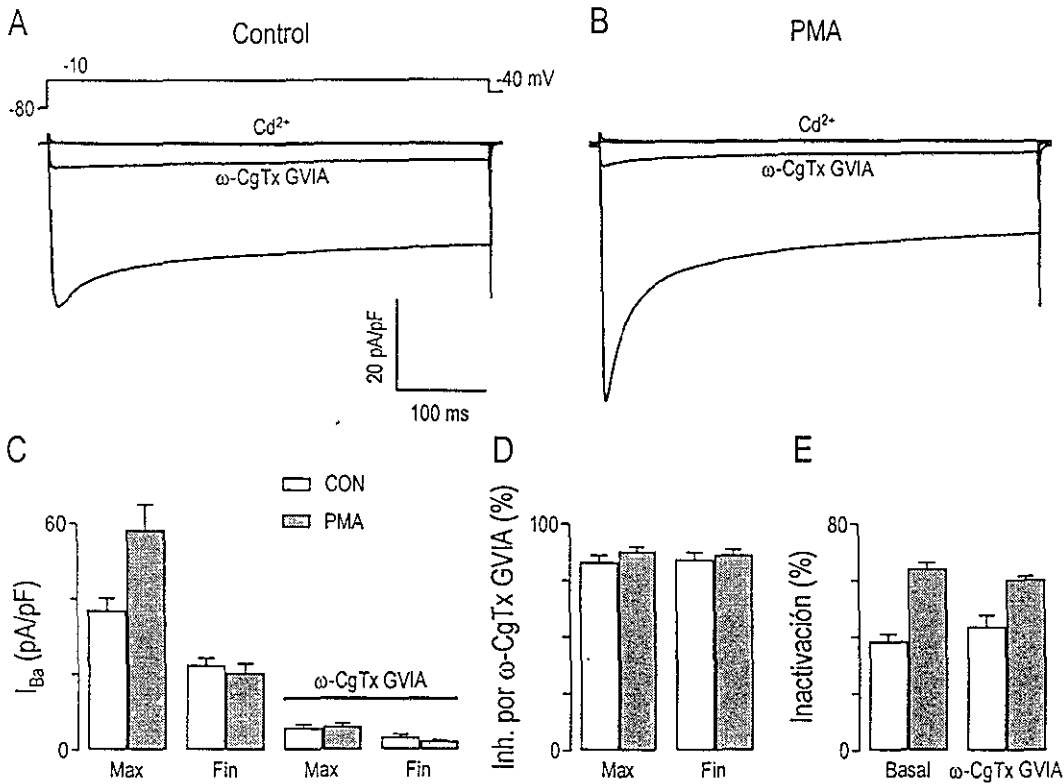 A
Control
-10
-40 mV
-80
Cd²⁺
ω-CgTx GVIA
20 pA/pF
100 ms
B
PMA
Cd²⁺
ω-CgTx GVIA
C
CON
PMA
I_Ba (pA/pF)
60
0
ω-CgTx GVIA
Max
Fin
Max
Fin
D
Inh. por ω-CgTx GVIA (%)
100
0
Max
Fin
E
Inactivación (%)
80
0
Basal
ω-CgTx GVIA